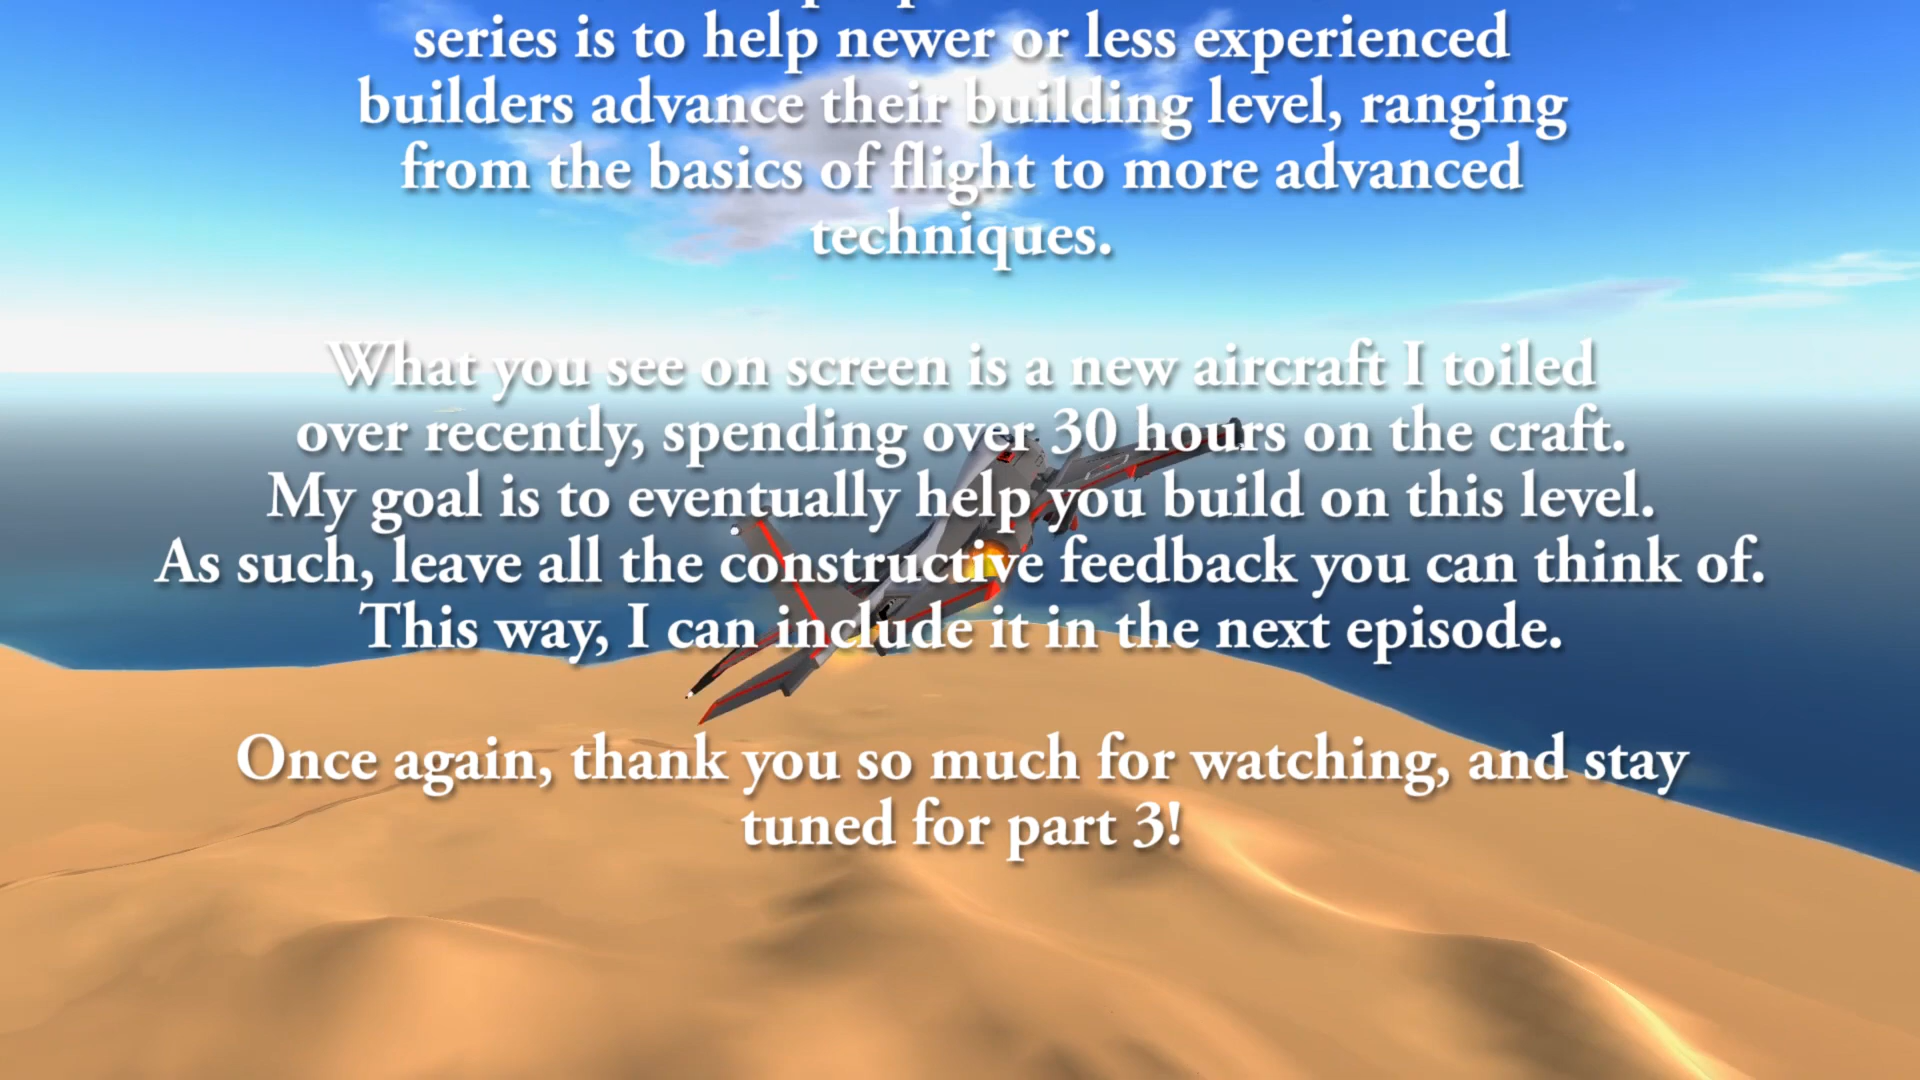 series is to help newer or less experienced
builders advance their building level, ranging
from the basics of flight to more advanced
techniques.
What you see on screen is a new aircraft I toiled
over recently, spending over 30 hours on the craft.
My goal is to eventually help you build on this level.
As such, leave all the constructive feedback you can think of.
This way, I can include it in the next episode.
Once again, thank you so much for watching, and stay
tuned for part 3!